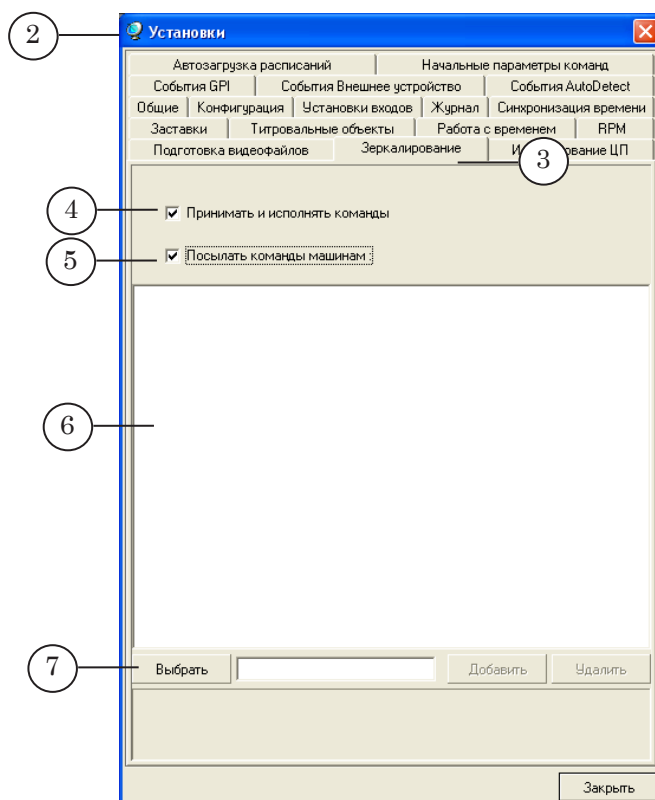 2
Установки
Автозагрузка расписаний Начальные параметры команд
События GPI События Внешнее устройство События AutoDetect
Общие Конфигурация Установки входов Журнал Синхронизация времени
Заставки Титровальные объекты Работа с временем RPM
Подготовка видеофайлов Зеркалирование ЦП
3
4
Принимать и исполнять команды
5
Посылать команды машинам :
6
7
Выбрать Добавить Удалить
Закрыть